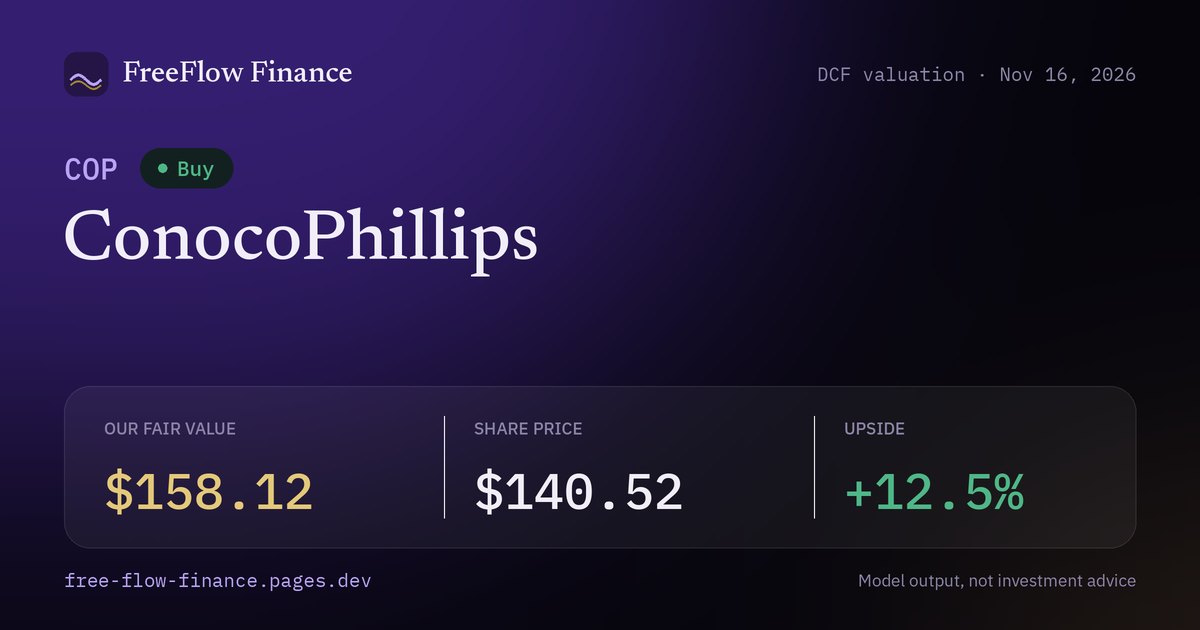 FreeFlow Finance
DCF valuation · Nov 16, 2026
COP
Buy
ConocoPhillips
OUR FAIR VALUE
$158.12
SHARE PRICE
$140.52
UPSIDE
+12.5%
free-flow-finance.pages.dev
Model output, not investment advice